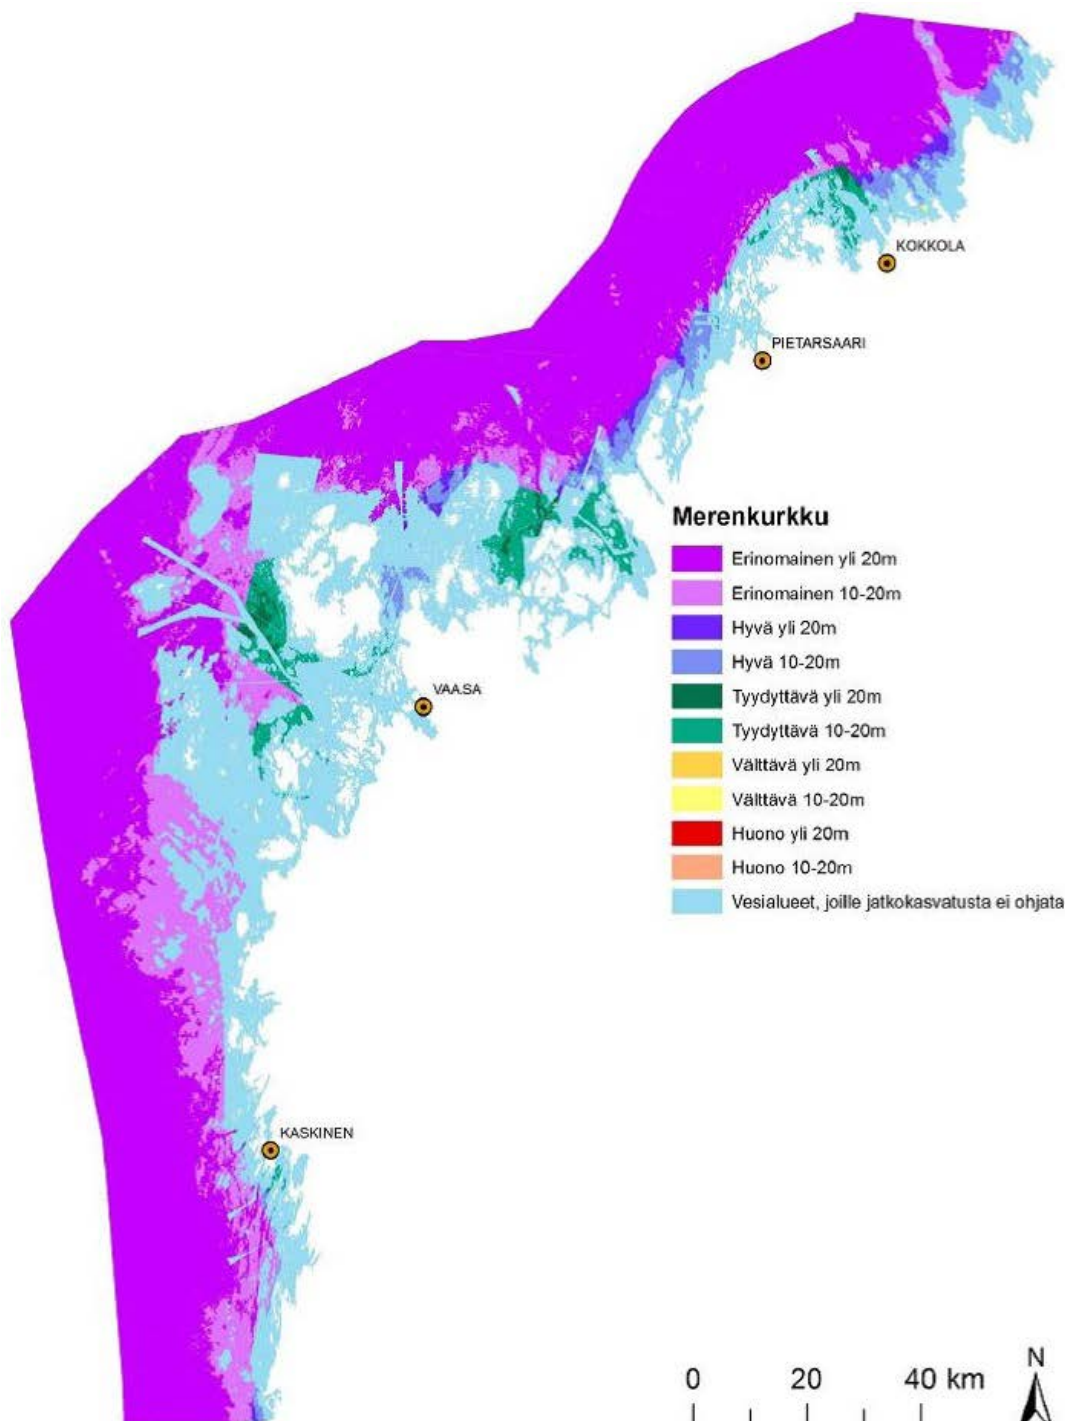 KOKKOLA
PIETARSAARI
Merenkurkku
Erinomainen yli 20m
Erinomainen 10-20m
Hyvä yli 20m
Hyvä 10-20m
Tyydyttävä yli 20m
Tyydyttävä 10-20m
Välttävä yli 20m
Välttävä 10-20m
Huono yli 20m
Huono 10-20m
Vesialueet, joille jatkokasvatusta ei ohjata
VAASA
KASKINEN
N
0 20 40 km